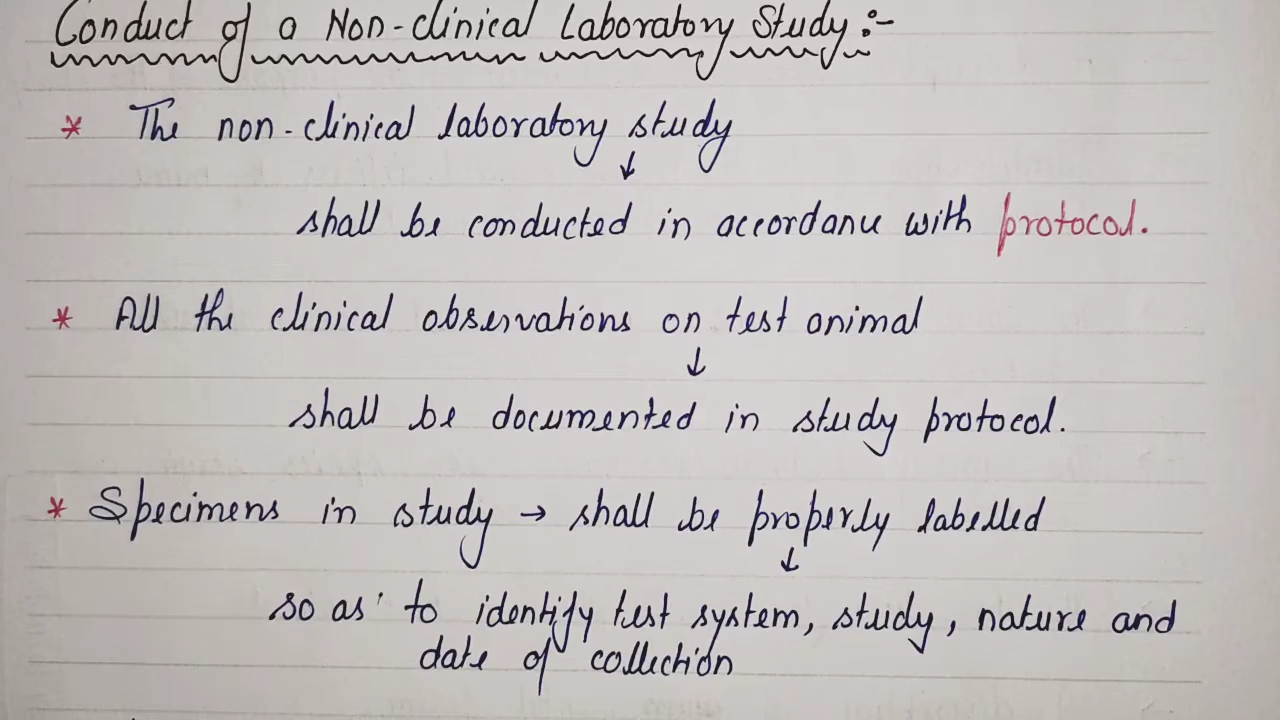 Conduct of a Non-clinical Laboratory Study :-
* The non-clinical laboratory study
↓
shall be conducted in accordance with protocol.
* All the clinical observations on test animal
↓
shall be documented in study protocol.
* Specimens in study → shall be properly labelled
↓
so as to identify test system, study, nature and
date of collection